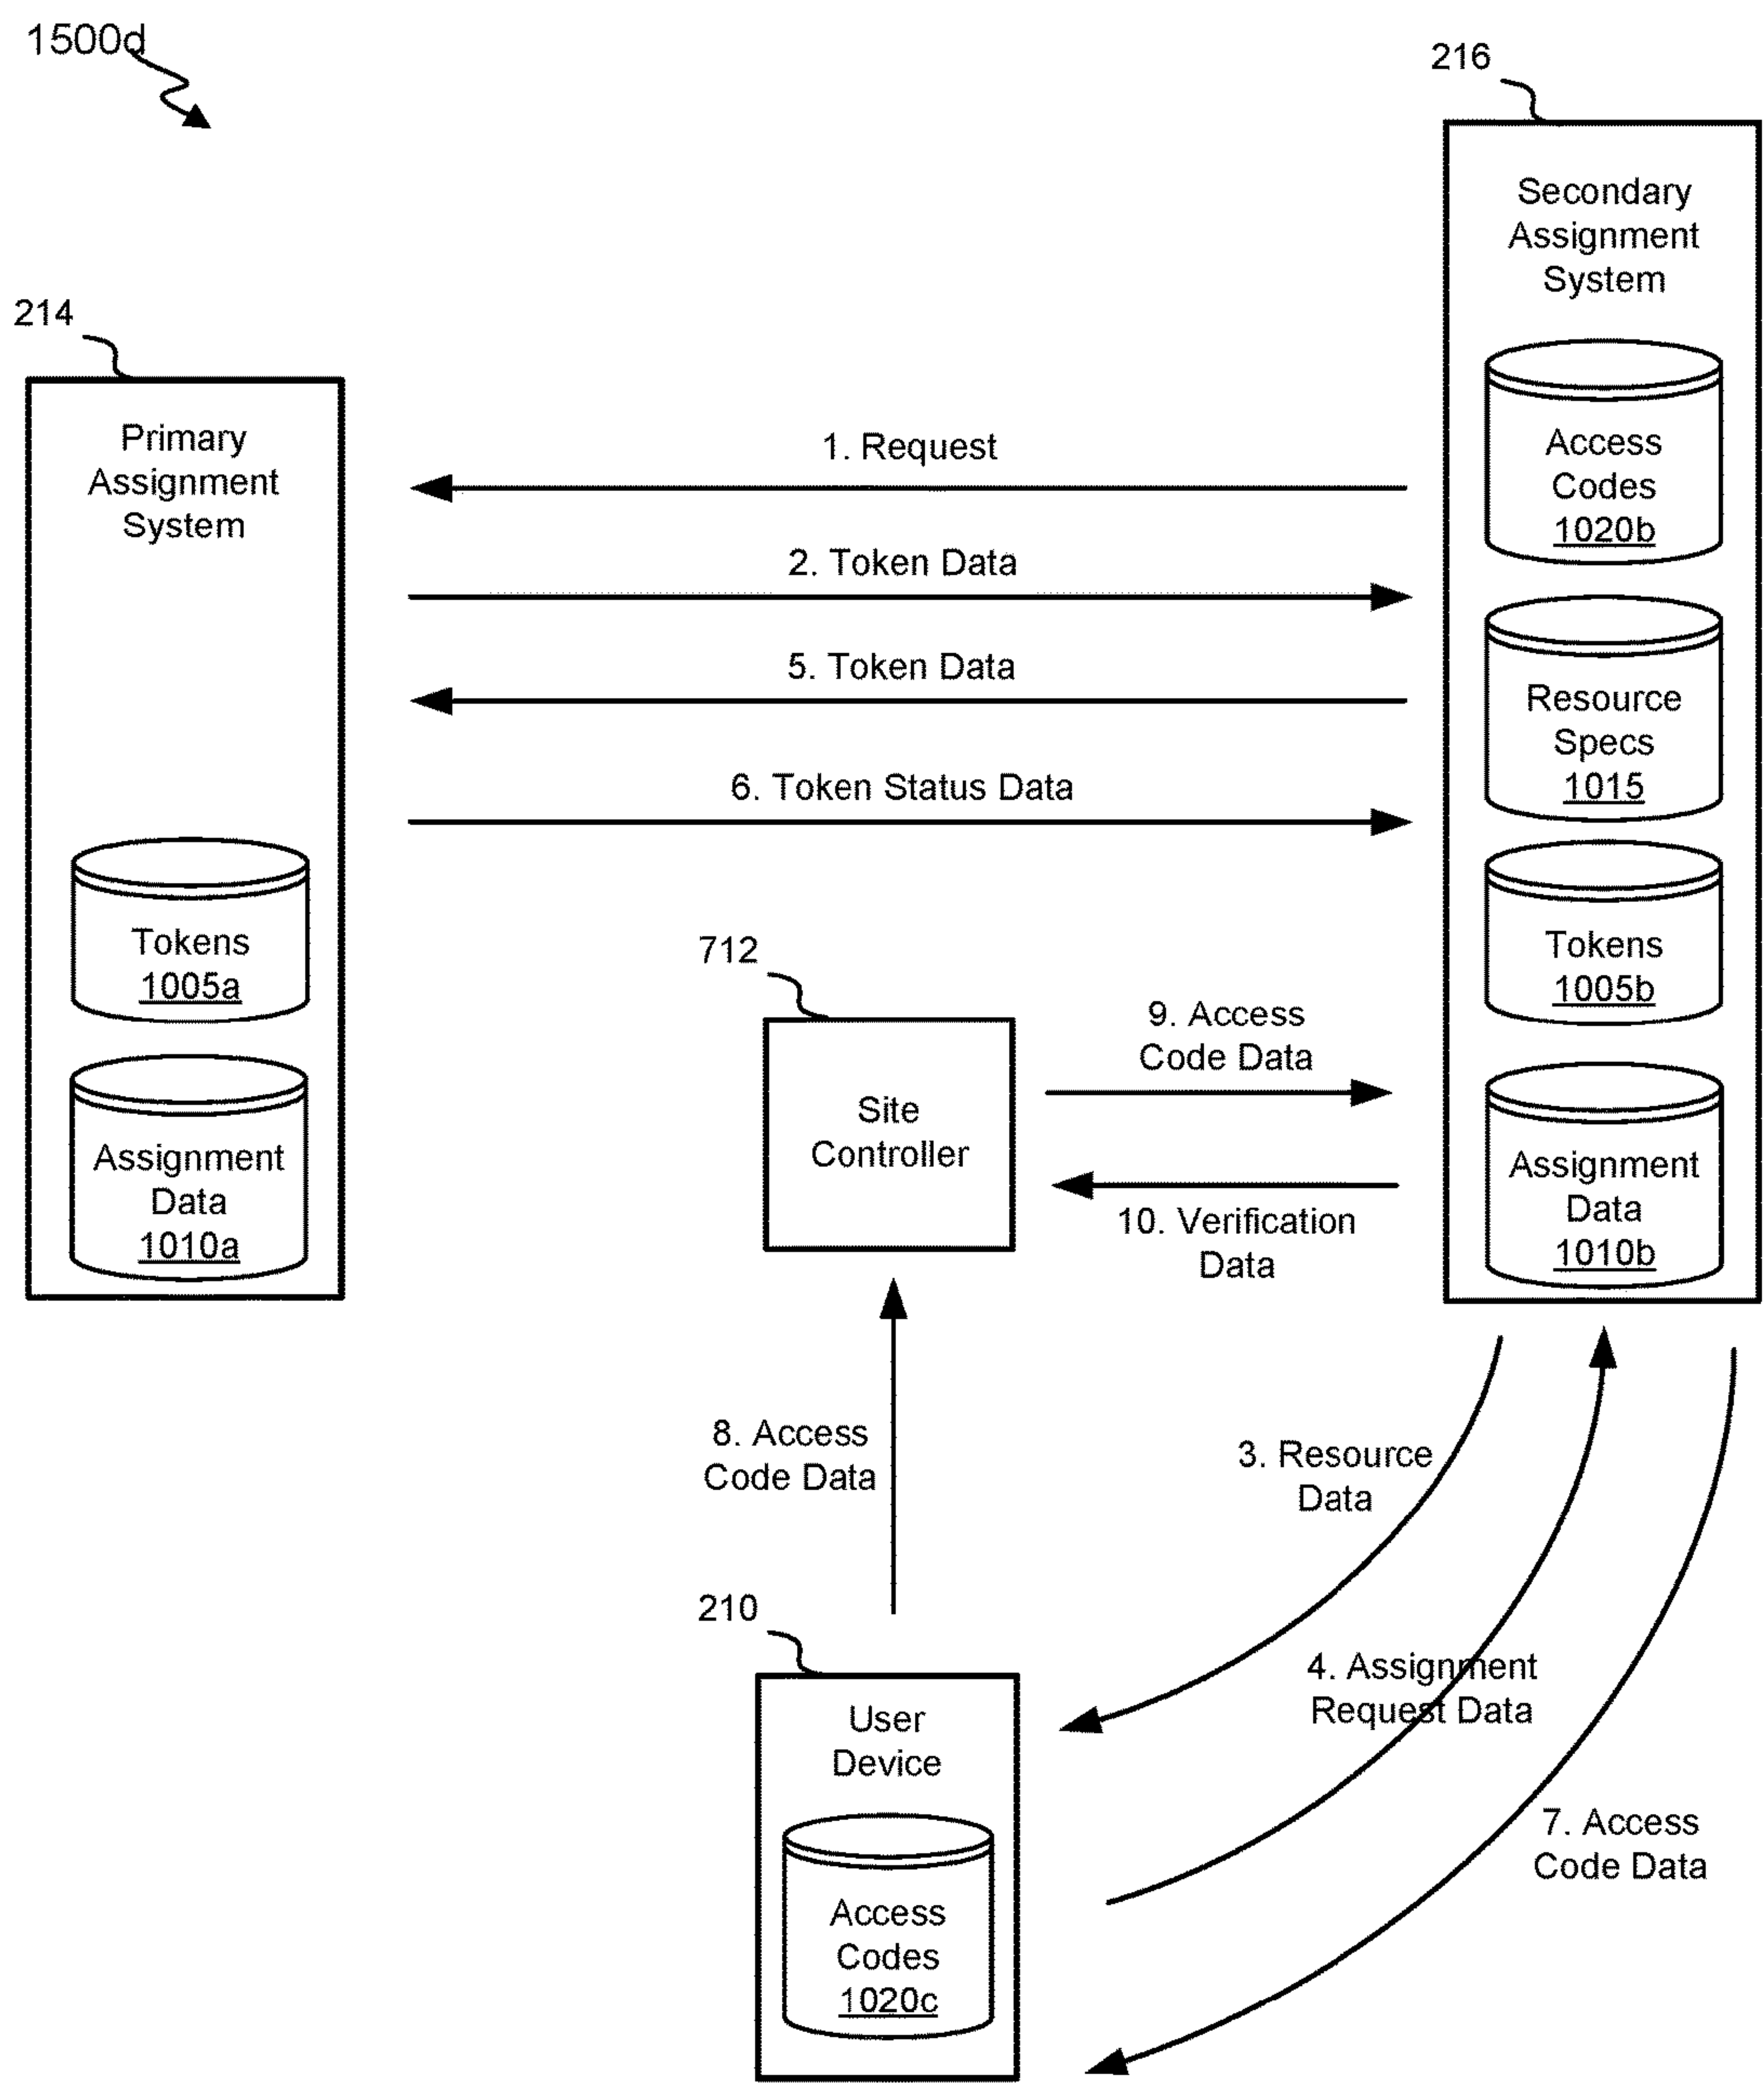 1500d
216
Secondary
Assignment
System
214
Primary
Assignment
System
1. Request
Access
Codes
1020b
2. Token Data
5. Token Data
Resource
Specs
1015
6. Token Status Data
Tokens
1005a
Tokens
1005b
712
9. Access
Code Data
Site
Controller
Assignment
Data
1010a
Assignment
Data
1010b
10. Verification
Data
8. Access
Code Data
3. Resource
Data
210
4. Assignment
Request Data
User
Device
7. Access
Code Data
Access
Codes
1020c